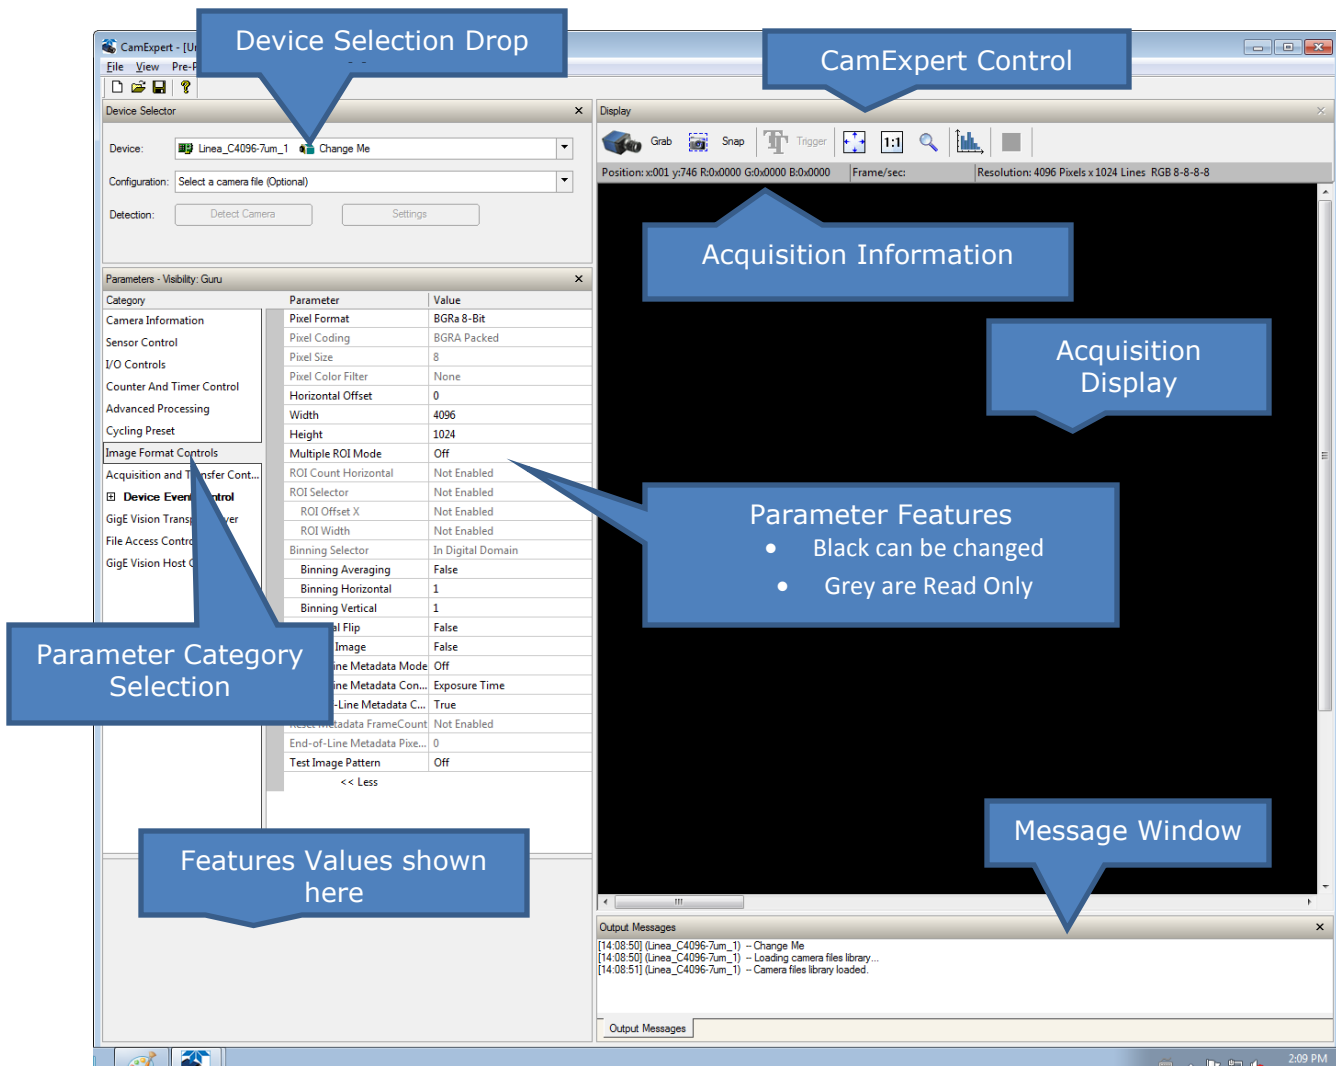 Device Selection Drop
CamExpert Control
CamExpert
File View
Device Selector
Device: Linea_C4096-7um_1 Change Me
Configuration: Select a camera file (Optional)
Detection: Detect Camera Settings
Display
Grab Snap Trigger 1:1
Position: x:001 y:746 R:0x0000 G:0x0000 B:0x0000 Frame/sec: Resolution: 4096 Pixels x 1024 Lines RGB 8-8-8-8
Acquisition Information
Acquisition
Display
Parameter Features
• Black can be changed
• Grey are Read Only
Parameters - Visibility: Guru
Category Parameter Value
Camera Information
Sensor Control
I/O Controls
Counter And Timer Control
Advanced Processing
Cycling Preset
Image Format Controls
Acquisition and Transfer Cont...
Device Event Control
GigE Vision
File Access
GigE Vision Host
Pixel Format BGRa 8-Bit
Pixel Coding BGRA Packed
Pixel Size 8
Pixel Color Filter None
Horizontal Offset 0
Width 4096
Height 1024
Multiple ROI Mode Off
ROI Count Horizontal Not Enabled
ROI Selector Not Enabled
ROI Offset X Not Enabled
ROI Width Not Enabled
Binning Selector In Digital Domain
Binning Averaging False
Binning Horizontal 1
Binning Vertical 1
Flip False
Image False
Metadata Mode Off
Metadata Con... Exposure Time
-Line Metadata C... True
Reset Metadata FrameCount Not Enabled
End-of-Line Metadata Pixe... 0
Test Image Pattern Off
<< Less
Parameter Category
Selection
Features Values shown
here
Message Window
Output Messages
[14:08:50] (Linea_C4096-7um_1) -- Change Me
[14:08:50] (Linea_C4096-7um_1) -- Loading camera files library...
[14:08:51] (Linea_C4096-7um_1) -- Camera files library loaded.
Output Messages
2:09 PM